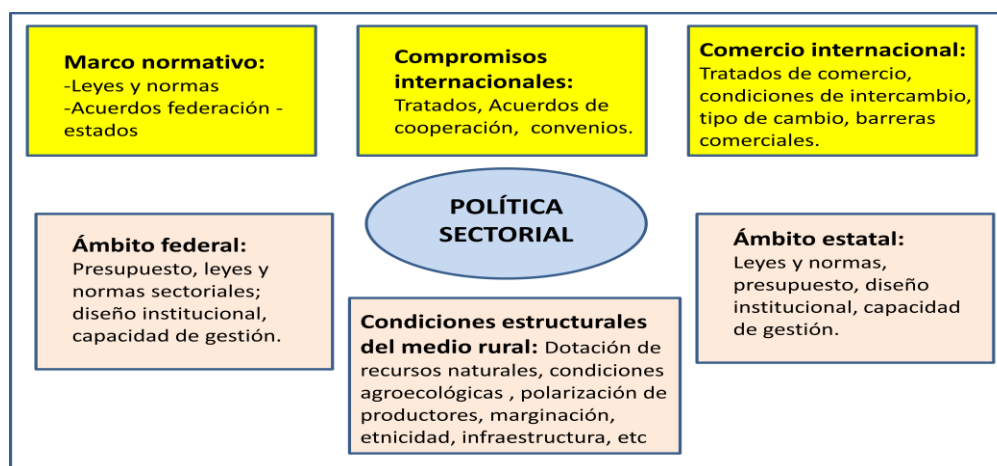 Marco normativo:
-Leyes y normas
-Acuerdos federación -
estados
Compromisos
internacionales:
Tratados, Acuerdos de
cooperación, convenios.
Comercio internacional:
Tratados de comercio,
condiciones de intercambio,
tipo de cambio, barreras
comerciales.
POLÍTICA
SECTORIAL
Ámbito federal:
Presupuesto, leyes y
normas sectoriales;
diseño institucional,
capacidad de gestión.
Condiciones estructurales
del medio rural: Dotación de
recursos naturales, condiciones
agroecológicas , polarización de
productores, marginación,
etnicidad, infraestructura, etc
Ámbito estatal:
Leyes y normas,
presupuesto, diseño
institucional, capacidad
de gestión.